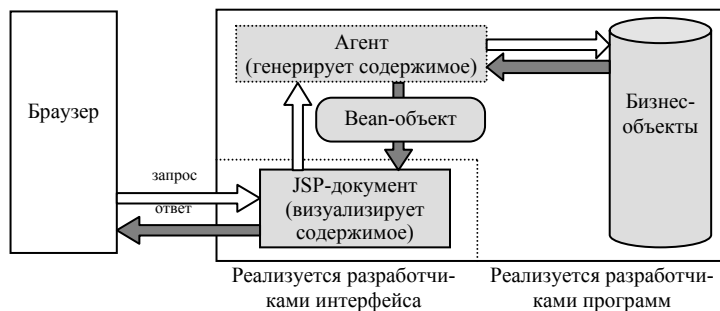 Агент
(генерирует содержимое)
Браузер
Bean-объект
Бизнес-
объекты
запрос
ответ
JSP-документ
(визуализирует
содержимое)
Реализуется разработчи-
ками интерфейса
Реализуется разработчи-
ками программ